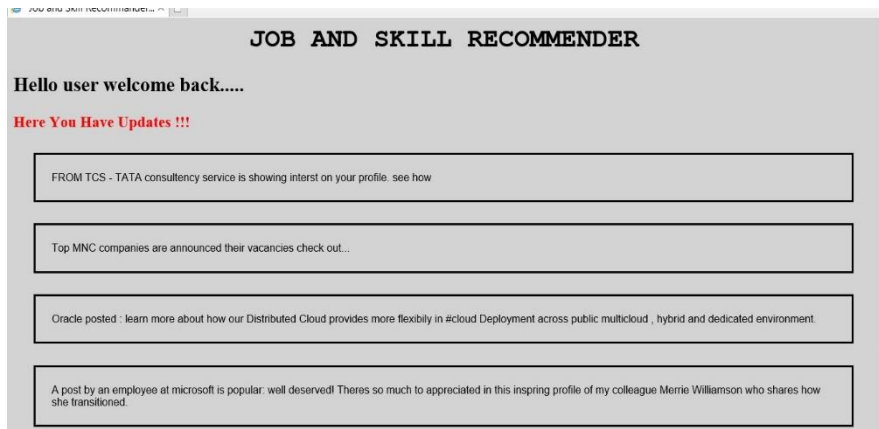 Job and Skill Recommander...
JOB AND SKILL RECOMMENDER
Hello user welcome back.....
Here You Have Updates !!!
FROM TCS - TATA consultency service is showing interst on your profile. see how
Top MNC companies are announced their vacancies check out...
Oracle posted : learn more about how our Distributed Cloud provides more flexibily in #cloud Deployment across public multicloud , hybrid and dedicated environment.
A post by an employee at microsoft is popular: well deserved! Theres so much to appreciated in this inspring profile of my colleague Merrie Williamson who shares how
she transitioned.